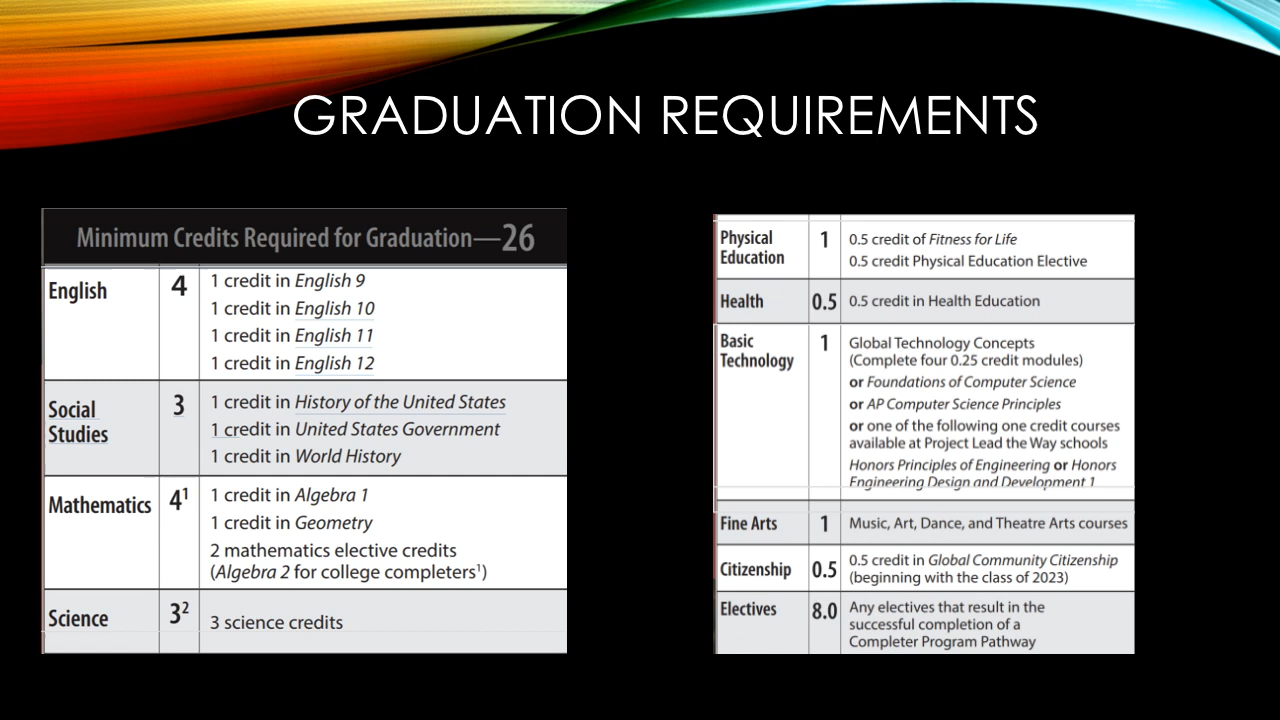 GRADUATION REQUIREMENTS
Minimum Credits Required for Graduation—26
English 4 1 credit in English 9
1 credit in English 10
1 credit in English 11
1 credit in English 12
Social Studies 3 1 credit in History of the United States
1 credit in United States Government
1 credit in World History
Mathematics 4¹ 1 credit in Algebra 1
1 credit in Geometry
2 mathematics elective credits
(Algebra 2 for college completers¹)
Science 3² 3 science credits
Physical Education 1 0.5 credit of Fitness for Life
0.5 credit Physical Education Elective
Health 0.5 0.5 credit in Health Education
Basic Technology 1 Global Technology Concepts
(Complete four 0.25 credit modules)
or Foundations of Computer Science
or AP Computer Science Principles
or one of the following one credit courses
available at Project Lead the Way schools
Honors Principles of Engineering or Honors
Engineering Design and Development 1
Fine Arts 1 Music, Art, Dance, and Theatre Arts courses
Citizenship 0.5 0.5 credit in Global Community Citizenship
(beginning with the class of 2023)
Electives 8.0 Any electives that result in the
successful completion of a
Completer Program Pathway